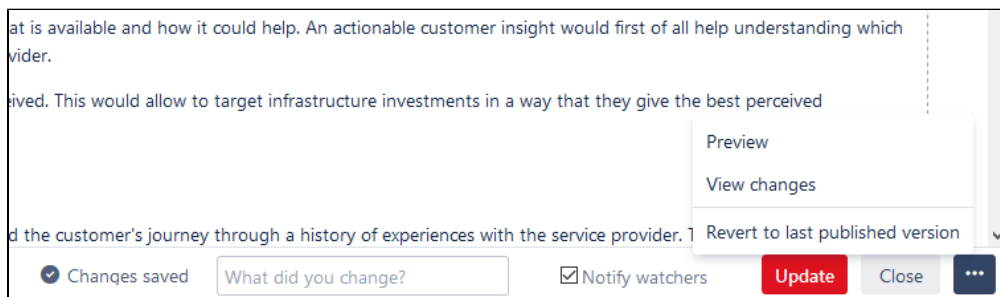 at is available and how it could help. An actionable customer insight would first of all help understanding which
vider.
eived. This would allow to target infrastructure investments in a way that they give the best perceived
Preview
View changes
d the customer's journey through a history of experiences with the service provider. T
Revert to last published version
Changes saved
What did you change?
Notify watchers
Update
Close